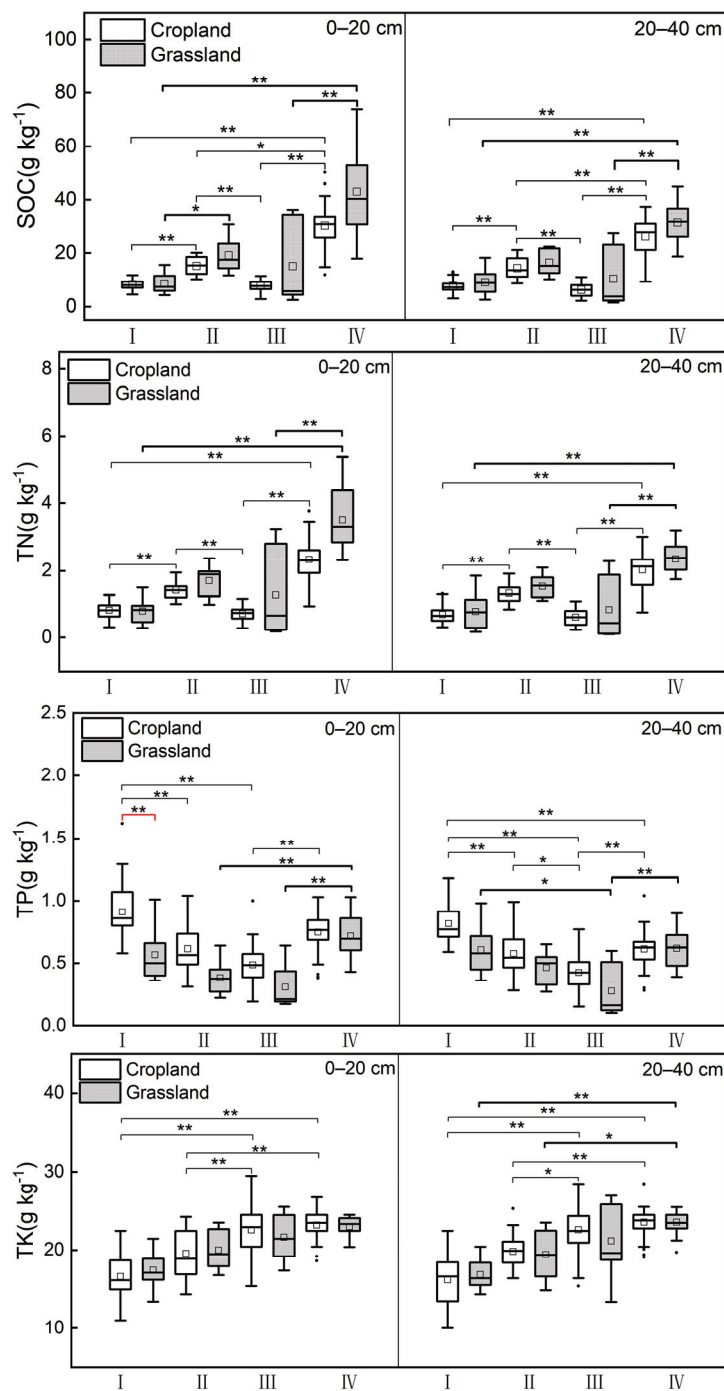 SOC(g kg⁻¹)
100
80
60
40
20
0
Cropland
Grassland
0–20 cm
20–40 cm
**
**
**
*
**
**
*
**
**
**
**
**
**
**
**
I II III IV I II III IV
TN(g kg⁻¹)
8
6
4
2
0
Cropland
Grassland
0–20 cm
20–40 cm
**
**
**
**
**
**
**
**
**
**
**
**
I II III IV I II III IV
TP(g kg⁻¹)
2.5
2.0
1.5
1.0
0.5
0.0
Cropland
Grassland
0–20 cm
20–40 cm
**
**
**
**
**
**
**
**
**
*
**
**
*
I II III IV I II III IV
TK(g kg⁻¹)
40
30
20
10
Cropland
Grassland
0–20 cm
20–40 cm
**
**
**
**
**
**
**
*
**
*
I II III IV I II III IV